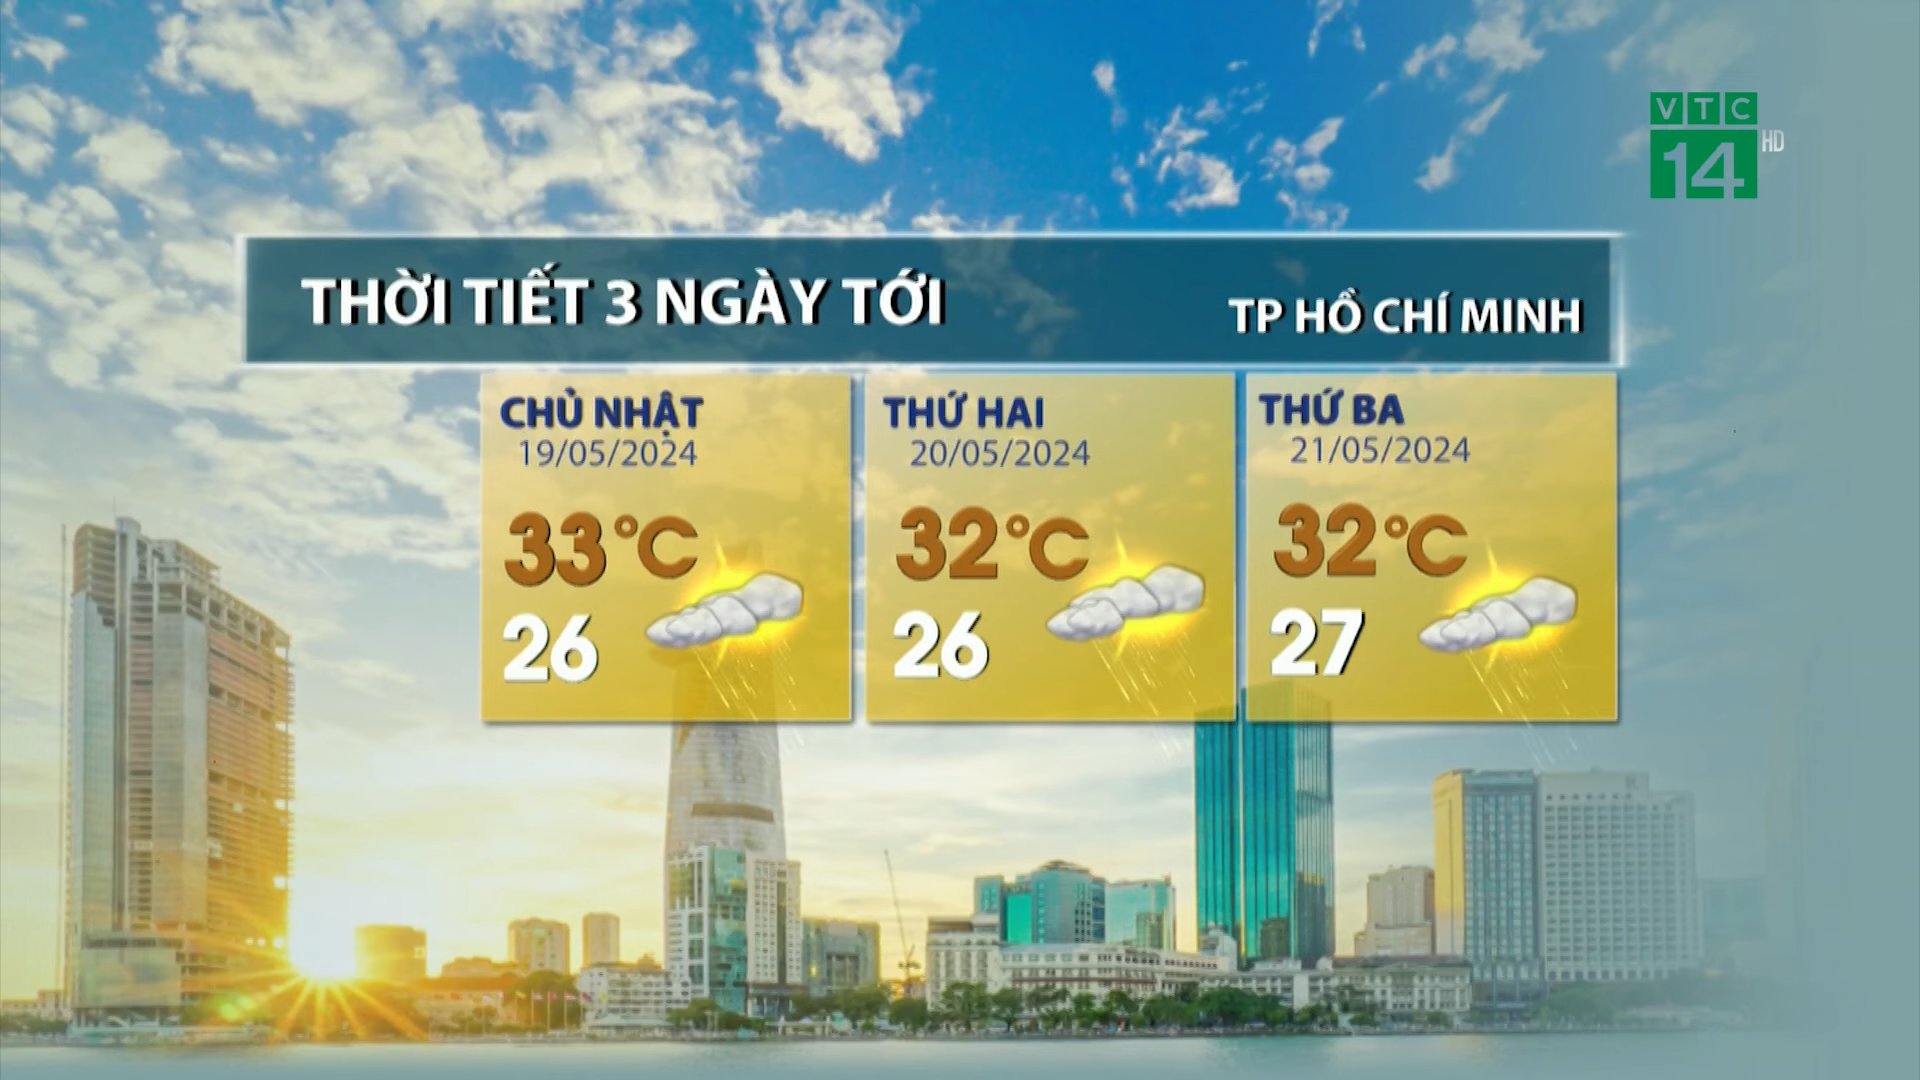 VTC
14 HD
THỜI TIẾT 3 NGÀY TỚI
TP HỒ CHÍ MINH
CHỦ NHẬT
19/05/2024
33°C
26
THỨ HAI
20/05/2024
32°C
26
THỨ BA
21/05/2024
32°C
27